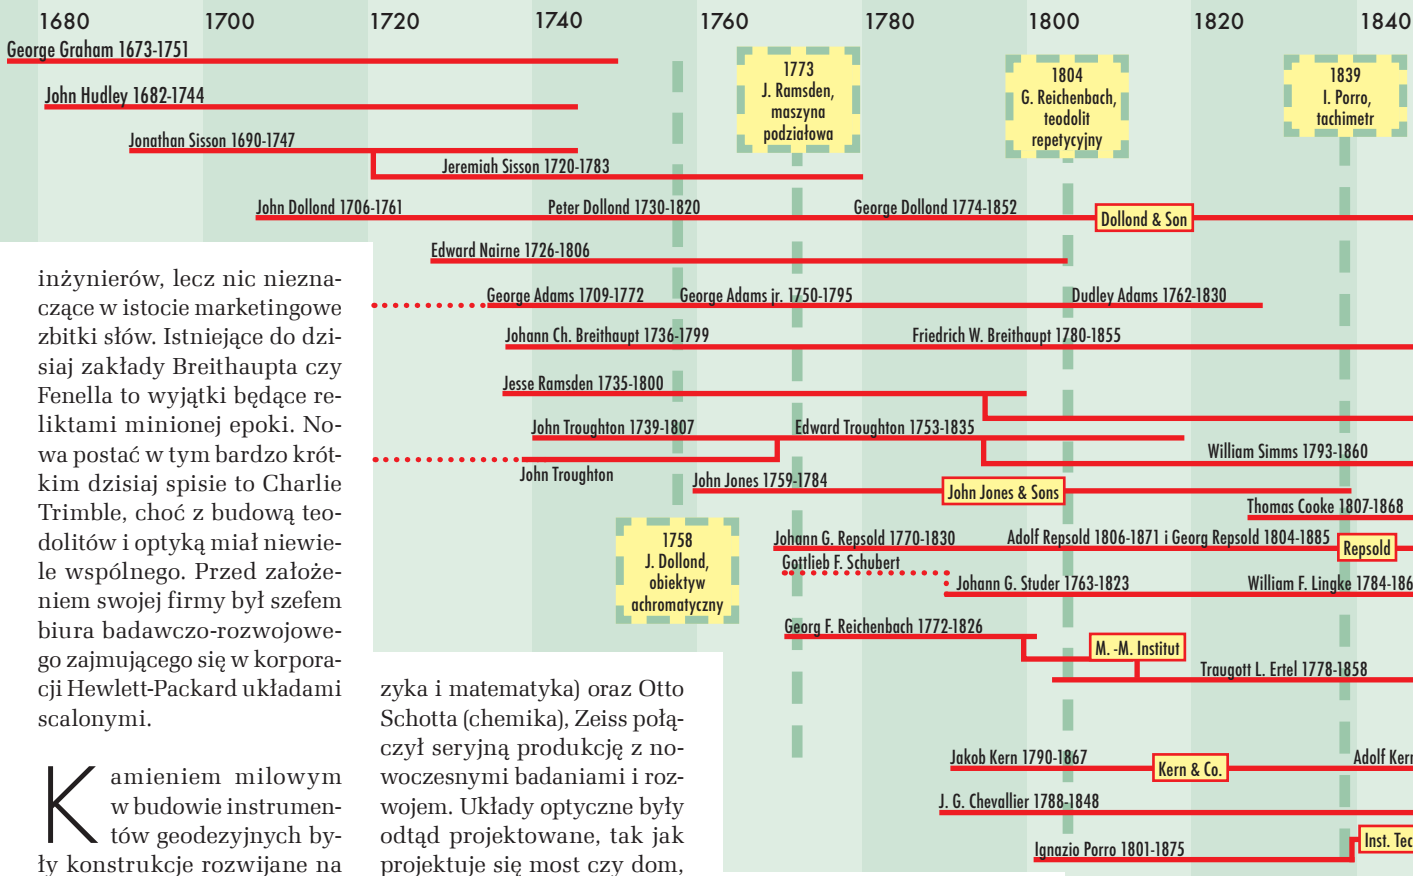 1680 1700 1720 1740 1760 1780 1800 1820 1840
George Graham 1673-1751
John Hudley 1682-1744
Jonathan Sisson 1690-1747
Jeremiah Sisson 1720-1783
1773
J. Ramsden,
maszyna
podziałowa
1804
G. Reichenbach,
teodolit
repetycyjny
1839
I. Porro,
tachimetr
John Dollond 1706-1761 Peter Dollond 1730-1820 George Dollond 1774-1852 Dollond & Son
Edward Nairne 1726-1806
George Adams 1709-1772 George Adams jr. 1750-1795 Dudley Adams 1762-1830
Johann Ch. Breithaupt 1736-1799 Friedrich W. Breithaupt 1780-1855
Jesse Ramsden 1735-1800
John Troughton 1739-1807 Edward Troughton 1753-1835
William Simms 1793-1860
John Troughton
John Jones 1759-1784 John Jones & Sons
Thomas Cooke 1807-1868
1758
J. Dollond,
obiektyw
achromatyczny
Johann G. Repsold 1770-1830 Adolf Repsold 1806-1871 i Georg Repsold 1804-1885 Repsold
Gottlieb F. Schubert
Johann G. Studer 1763-1823 William F. Lingke 1784-186
Georg F. Reichenbach 1772-1826
M. -M. Institut
Traugott L. Ertel 1778-1858
Jakob Kern 1790-1867 Kern & Co. Adolf Kern
J. G. Chevallier 1788-1848
Ignazio Porro 1801-1875 Inst. Tec
inżynierów, lecz nic niezna-
czące w istocie marketingowe
zbitki słów. Istniejące do dzi-
siaj zakłady Breithaupta czy
Fenella to wyjątki będące re-
liktami minionej epoki. No-
wa postać w tym bardzo krót-
kim dzisiaj spisie to Charlie
Trimble, choć z budową teo-
dolitów i optyką miał niewie-
le wspólnego. Przed założe-
niem swojej firmy był szefem
biura badawczo-rozwojowe-
go zajmującego się w korpora-
cji Hewlett-Packard układami
scalonymi.
Kamieniem milowym
w budowie instrumen-
tów geodezyjnych by-
ły konstrukcje rozwijane na
zyka i matematyka) oraz Otto
Schotta (chemika), Zeiss połą-
czył seryjną produkcję z no-
woczesnymi badaniami i roz-
wojem. Układy optyczne były
odtąd projektowane, tak jak
projektuje się most czy dom,